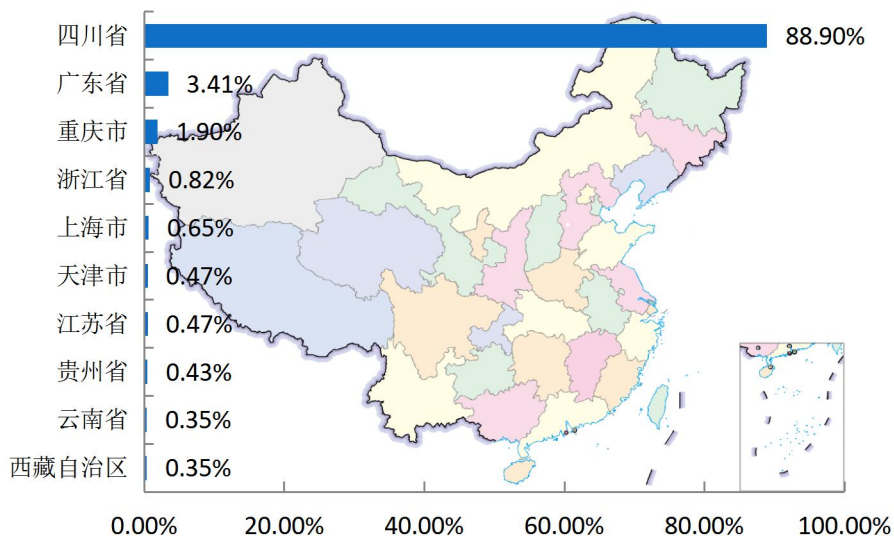 四川省 88.90%
广东省 3.41%
重庆市 1.90%
浙江省 0.82%
上海市 0.65%
天津市 0.47%
江苏省 0.47%
贵州省 0.43%
云南省 0.35%
西藏自治区 0.35%
0.00% 20.00% 40.00% 60.00% 80.00% 100.00%